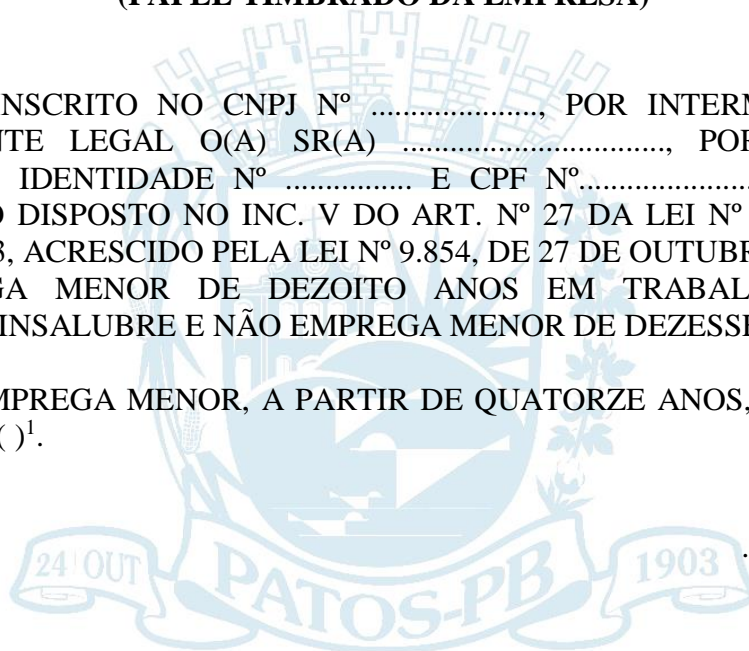 (PAPEL TIMBRADO DA EMPRESA)
NSCRITO NO CNPJ Nº ....................., POR INTERM
NTE LEGAL O(A) SR(A) ................................., POR
IDENTIDADE Nº ................ E CPF Nº.....................
O DISPOSTO NO INC. V DO ART. Nº 27 DA LEI Nº
3, ACRESCIDO PELA LEI Nº 9.854, DE 27 DE OUTUBR
GA MENOR DE DEZOITO ANOS EM TRABAL
INSALUBRE E NÃO EMPREGA MENOR DE DEZESSE
MPREGA MENOR, A PARTIR DE QUATORZE ANOS,
( )¹.
.
24 OUT PATOS-PB 1903